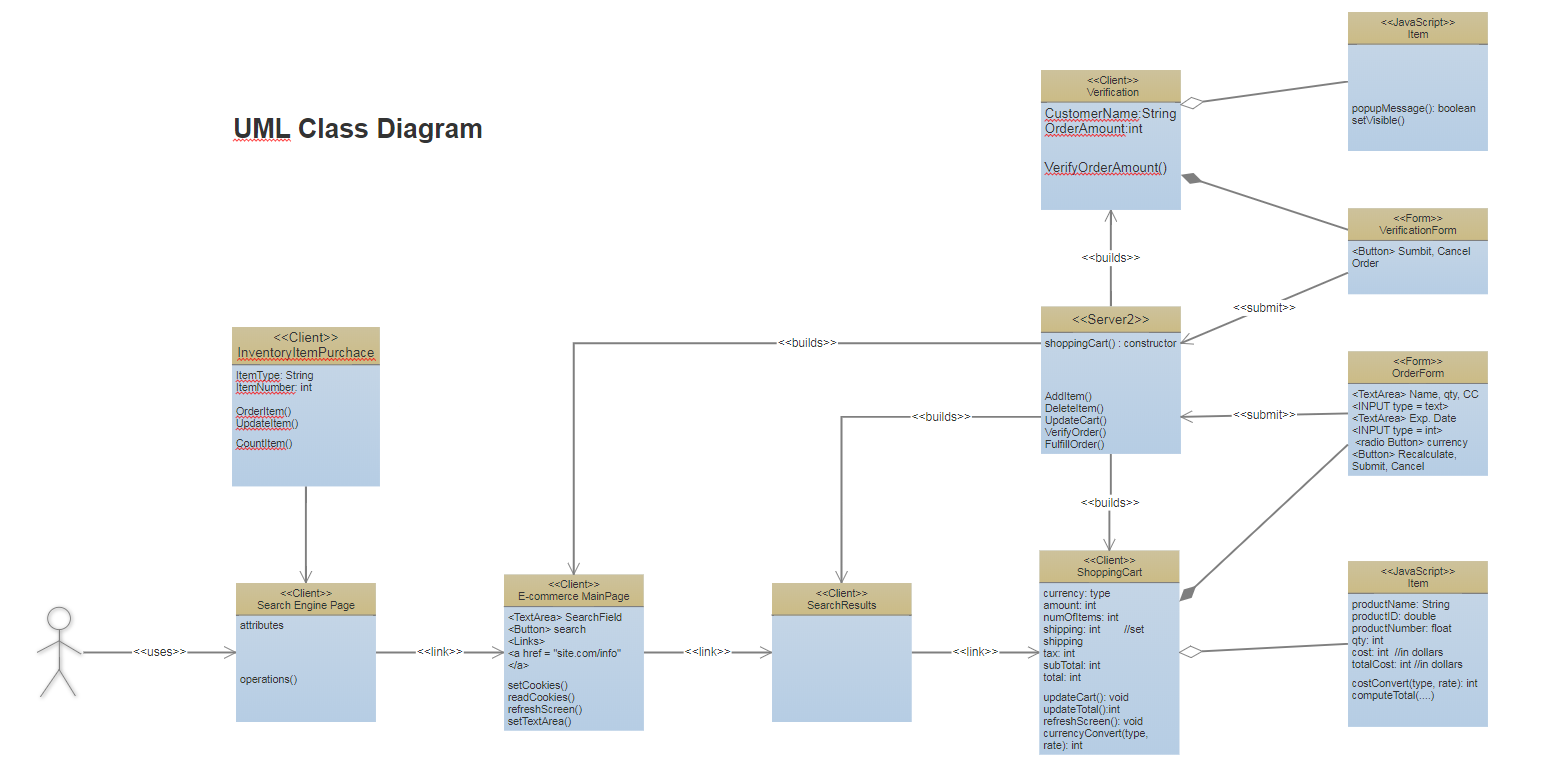 UML Class Diagram
<<JavaScript>>
Item
popupMessage(): boolean
setVisible()
<<Client>>
Verification
CustomerName:String
OrderAmount:int
VerifyOrderAmount()
<<Form>>
VerificationForm
<Button> Sumbit, Cancel
Order
<<builds>>
<<submit>>
<<Server2>>
shoppingCart() : constructor
AddItem()
DeleteItem()
UpdateCart()
VerifyOrder()
FulfillOrder()
<<builds>>
<<builds>>
<<submit>>
<<Client>>
InventoryItemPurchace
ItemType: String
ItemNumber: int
OrderItem()
UpdateItem()
CountItem()
<<Form>>
OrderForm
<TextArea> Name, qty, CC
<INPUT type = text>
<TextArea> Exp. Date
<INPUT type = int>
<radio Button> currency
<Button> Recalculate,
Submit, Cancel
<<builds>>
<<uses>>
<<Client>>
Search Engine Page
attributes
operations()
<<link>>
<<Client>>
E-commerce MainPage
<TextArea> SearchField
<Button> search
<Links>
<a href = "site.com/info"
</a>
setCookies()
readCookies()
refreshScreen()
setTextArea()
<<link>>
<<Client>>
SearchResults
<<link>>
<<Client>>
ShoppingCart
currency: type
amount: int
numOfItems: int
shipping: int //set
shipping
tax: int
subTotal: int
total: int
updateCart(): void
updateTotal():int
refreshScreen(): void
currencyConvert(type,
rate): int
<<JavaScript>>
Item
productName: String
productID: double
productNumber: float
qty: int
cost: int //in dollars
totalCost: int //in dollars
costConvert(type, rate): int
computeTotal(....)